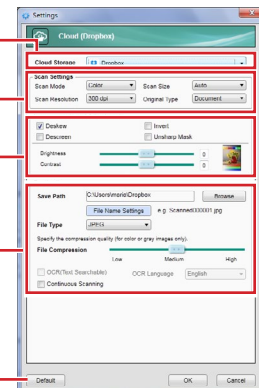 Settings
Cloud (Dropbox)
Cloud Storage Dropbox
Scan Settings
Scan Mode Color Scan Size Auto
Scan Resolution 300 dpi Original Type Document
Deskew Invert
Descreen Unsharp Mask
Brightness 0
Contrast 0
Save Path C:\Users\maria\Dropbox Browse
File Name Settings e.g. Scanned000001.jpg
File Type JPEG
Specify the compression quality (for color or gray images only).
File Compression
Low Medium High
OCR(Text Searchable) OCR Language English
Continuous Scanning
Default OK Cancel